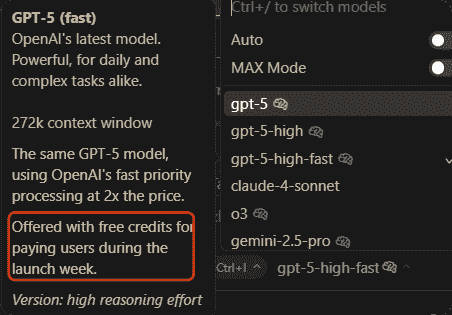 GPT-5 (fast)
OpenAI's latest model.
Powerful, for daily and
complex tasks alike.
272k context window
The same GPT-5 model,
using OpenAI's fast priority
processing at 2x the price.
Offered with free credits for
paying users during the
launch week.
Version: high reasoning effort
Ctrl+/ to switch models
Auto
MAX Mode
gpt-5
gpt-5-high
gpt-5-high-fast
claude-4-sonnet
o3
gemini-2.5-pro
Ctrl+I
gpt-5-high-fast